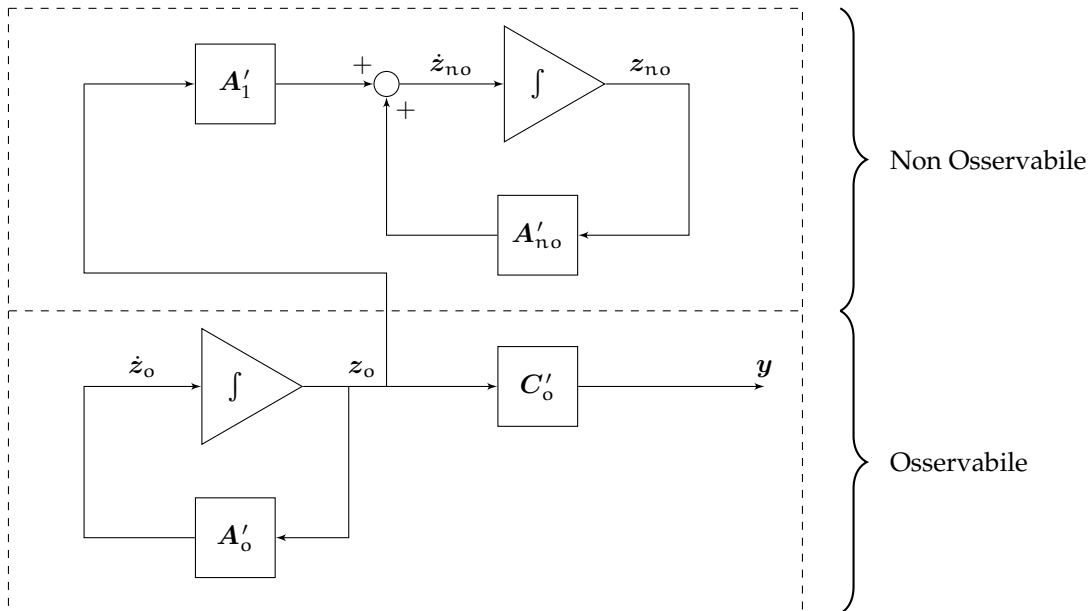 A′₁
+
ż_no
∫
z_no
+
A′_no
Non Osservabile
ż_o
∫
z_o
C′_o
y
A′_o
Osservabile